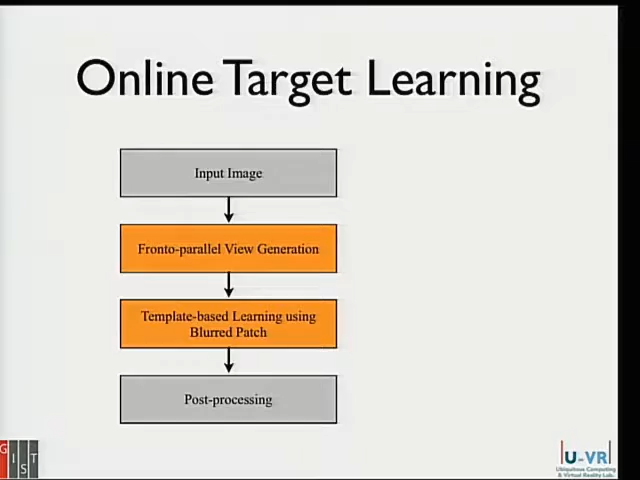 Online Target Learning
Input Image
Fronto-parallel View Generation
Template-based Learning using
Blurred Patch
Post-processing
GIST
U-VR
Ubiquitous Computing
& Virtual Reality Lab.